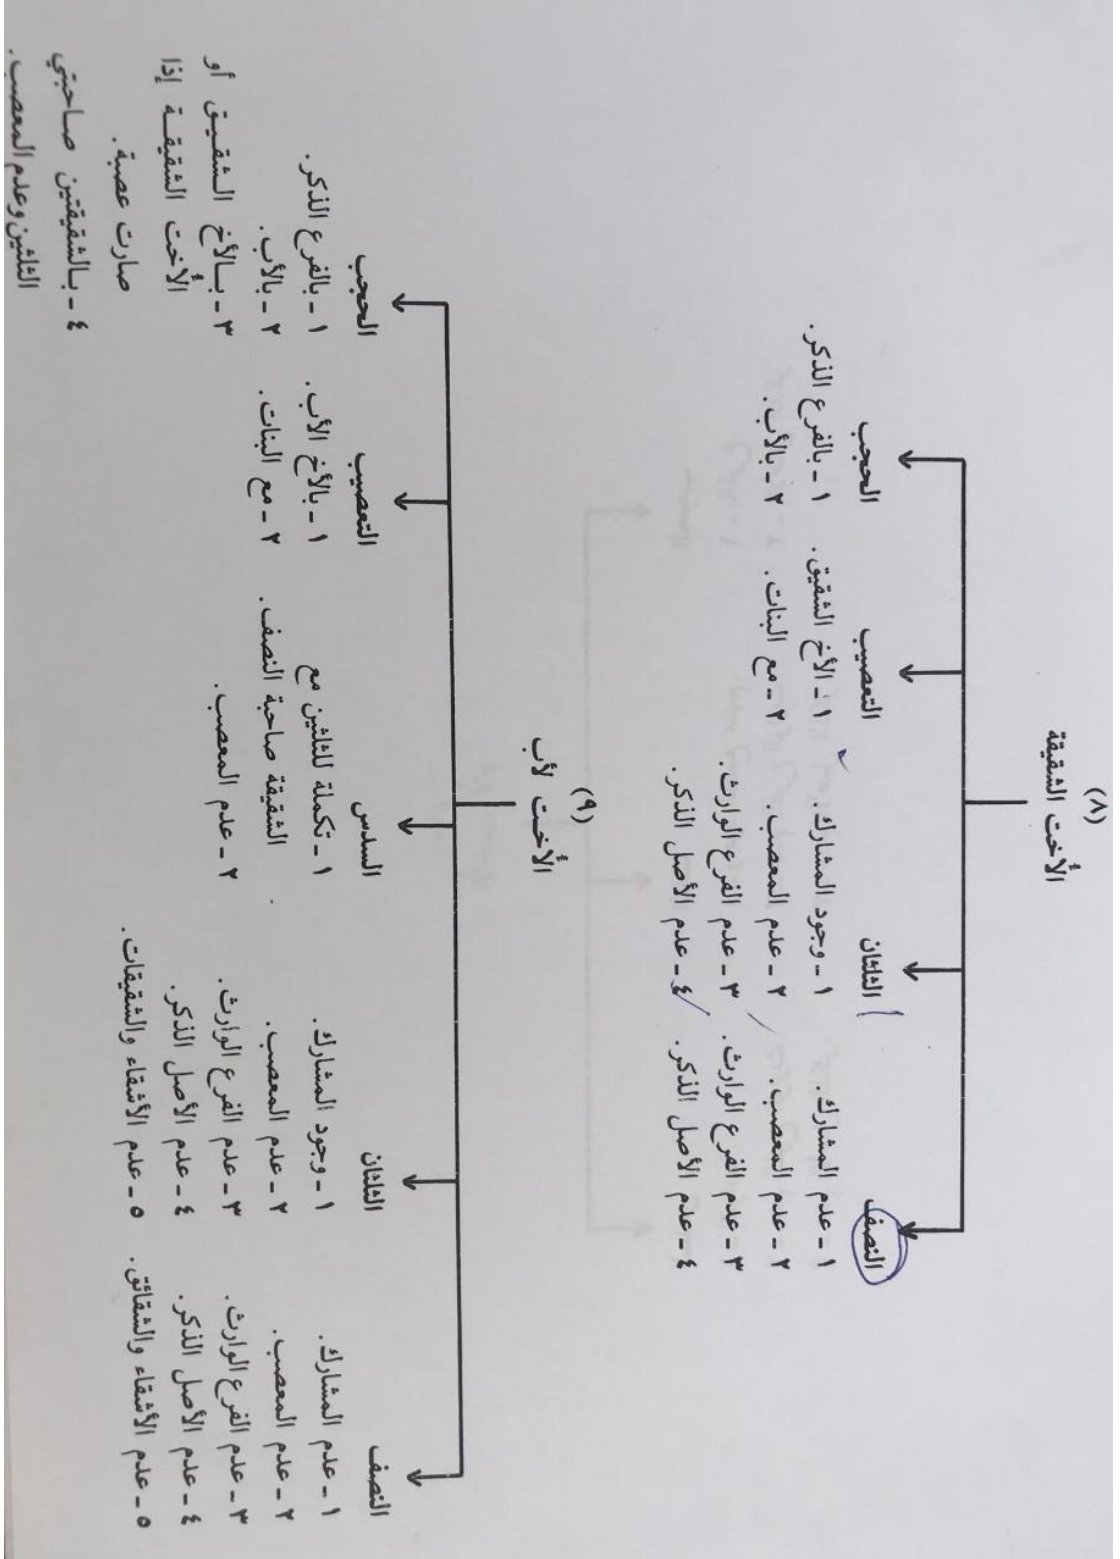 (٨)
الأخت الشقيقة
النصف
١ - عدم المشارك.
٢ - عدم المعصب.
٣ - عدم الفرع الوارث.
٤ - عدم الأصل الذكر.
الثلثان
١ - وجود المشارك.
٢ - عدم المعصب.
٣ - عدم الفرع الوارث.
٤ - عدم الأصل الذكر.
التعصيب
١ - الأخ الشقيق.
٢ - مع البنات.
الحجب
١ - بالفرع الذكر.
٢ - بالأب.
(٩)
الأخت لأب
النصف
١ - عدم المشارك.
٢ - عدم المعصب.
٣ - عدم الفرع الوارث.
٤ - عدم الأصل الذكر.
٥ - عدم الأشقاء والشقائق.
الثلثان
١ - وجود المشارك.
٢ - عدم المعصب.
٣ - عدم الفرع الوارث.
٤ - عدم الأصل الذكر.
٥ - عدم الأشقاء والشقيقات.
السدس
١ - تكملة للثلثين مع
الشقيقة صاحبة النصف.
٢ - عدم المعصب.
التعصيب
١ - بالأخ الأب.
٢ - مع البنات.
الحجب
١ - بالفرع الذكر.
٢ - بالأب.
٣ - بالأخ الشقيق أو
الأخت الشقيقة إذا
صارت عصبة.
٤ - بالشقيقتين صاحبتي
الثلثين وعدم المعصب.